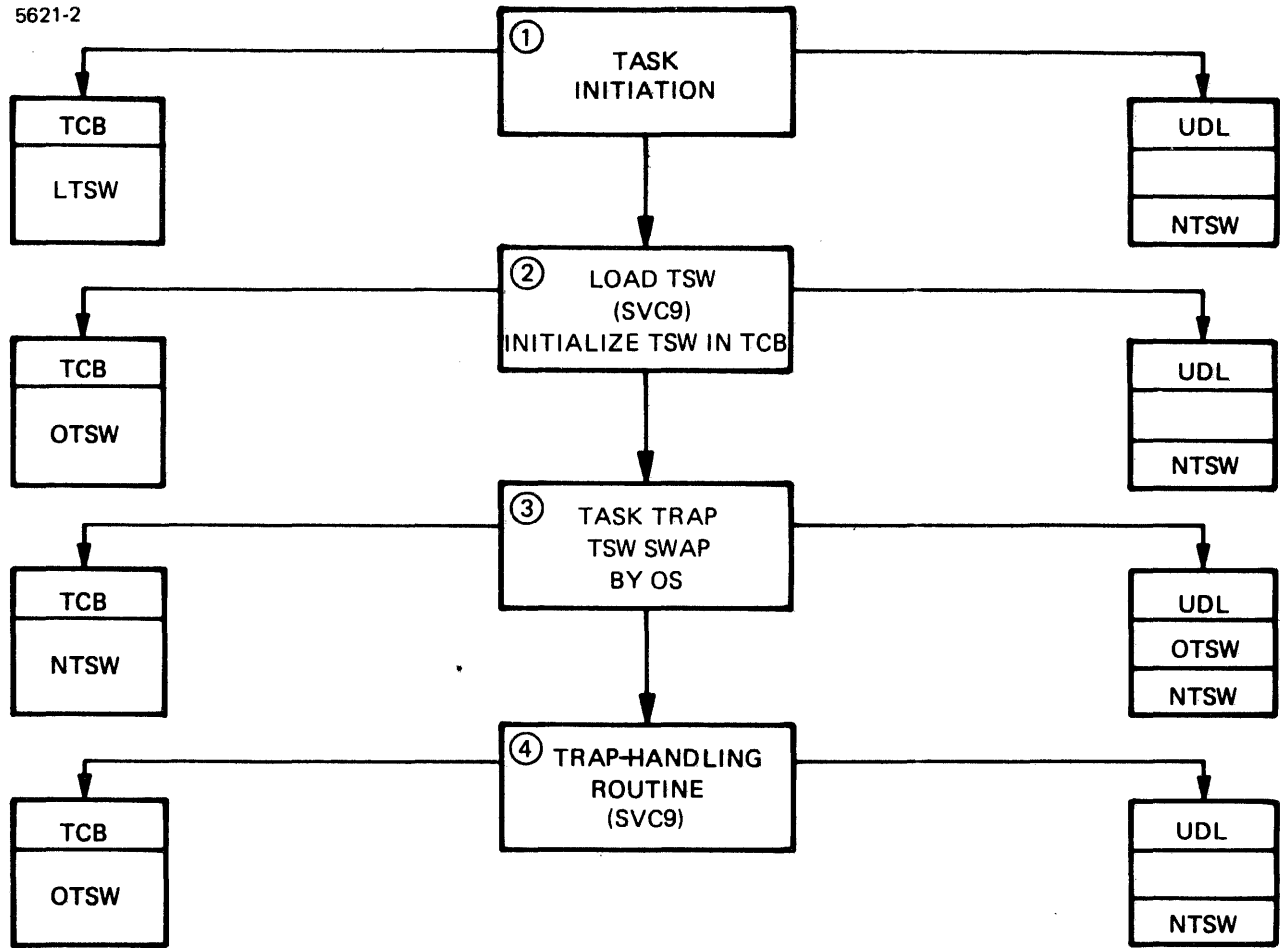 5621-2
①
TASK
INITIATION
TCB
LTSW
UDL
NTSW
②
LOAD TSW
(SVC9)
INITIALIZE TSW IN TCB
TCB
OTSW
UDL
NTSW
③
TASK TRAP
TSW SWAP
BY OS
TCB
NTSW
UDL
OTSW
NTSW
④
TRAP-HANDLING
ROUTINE
(SVC9)
TCB
OTSW
UDL
NTSW